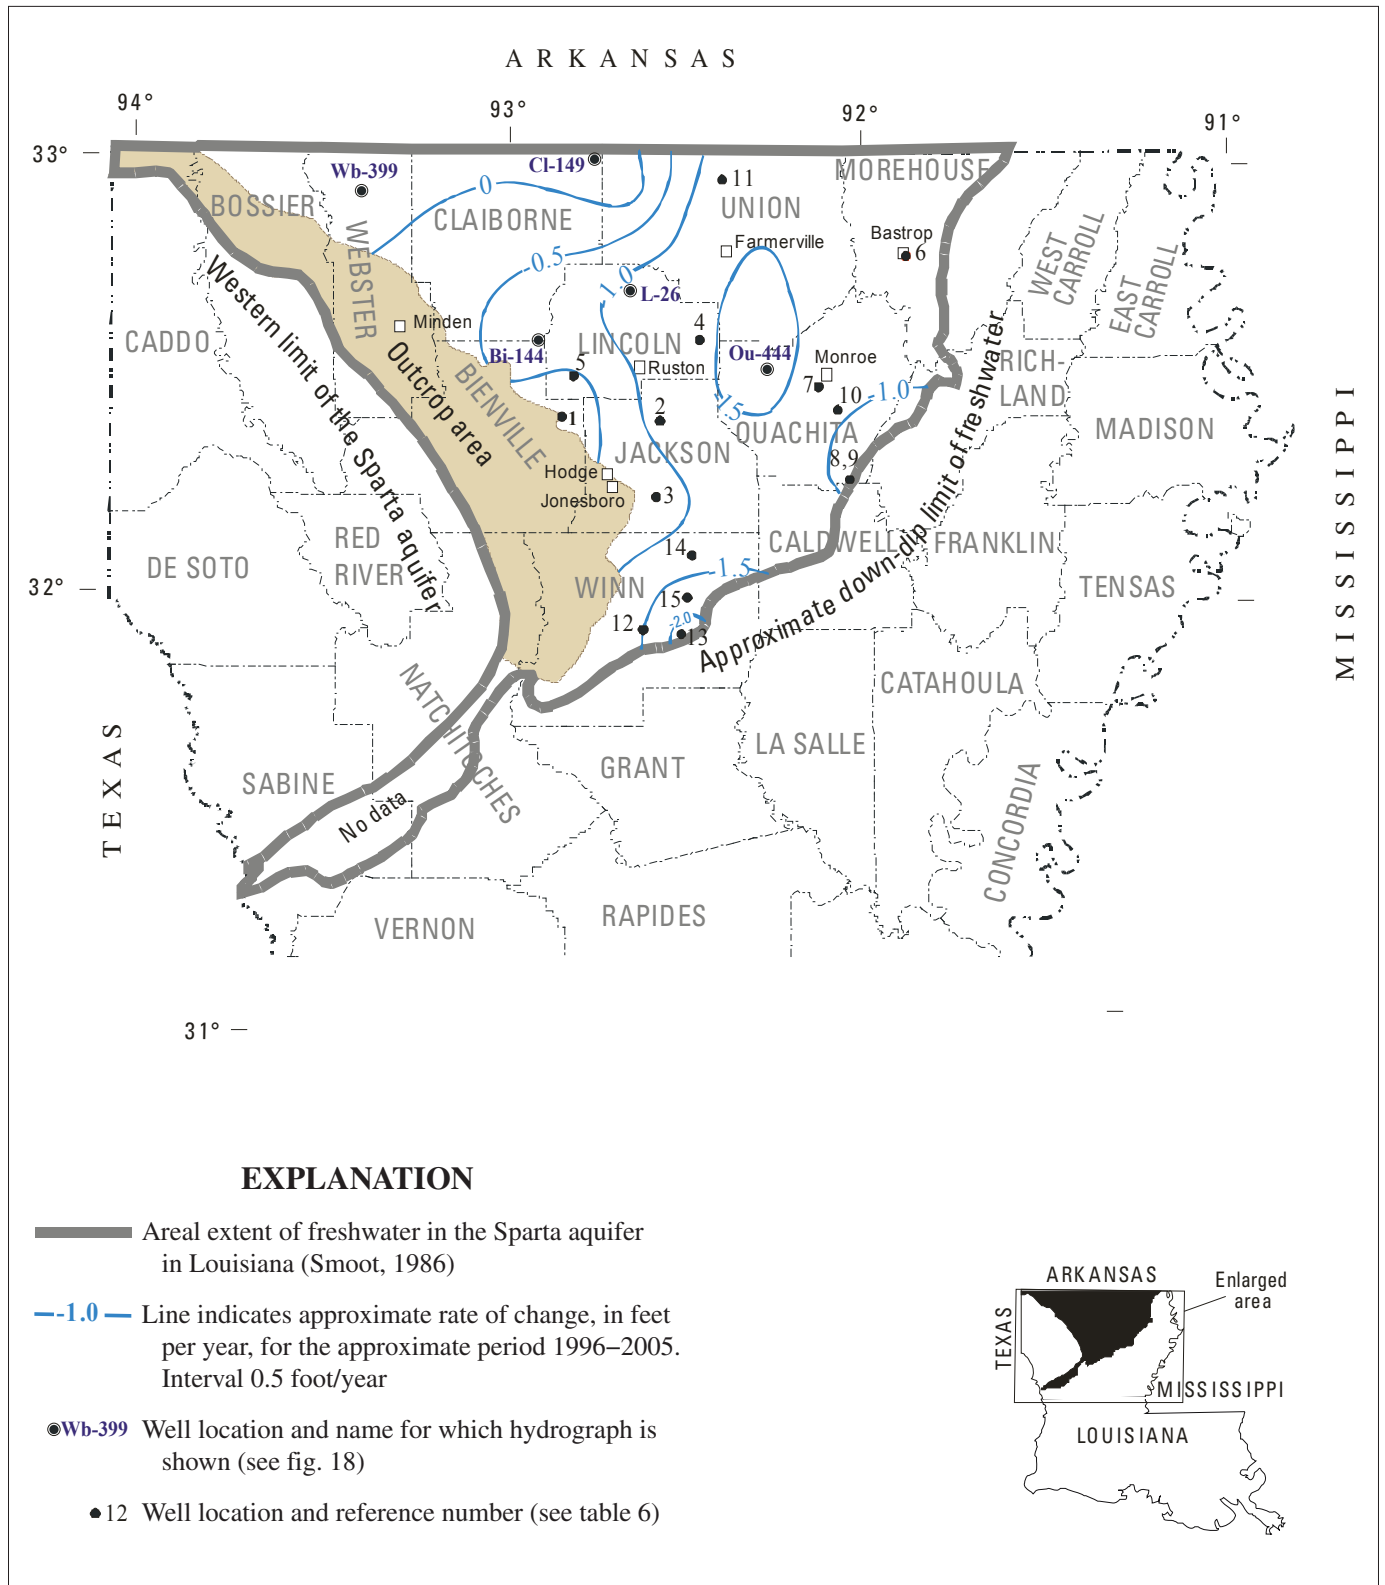 ARKANSAS
94°
93°
92°
91°
33°
Wb-399
Cl-149
MOREHOUSE
BOSSIER
0
CLAIBORNE
11
UNION
WEBSTER
Bastrop
6
Farmerville
WEST CARROLL
EAST CARROLL
-0.5
-1.0
L-26
Western limit of the Sparta aquifer
Minden
CADDO
Outcrop area
4
LINCOLN
Bi-144
5
Ruston
Ou-444
Monroe
7
10
-1.0
RICH-
LAND
BIENVILLE
1
2
-1.5
OUACHITA
MADISON
JACKSON
8,9
Hodge
Jonesboro
3
MISSISSIPPI
Approximate down-dip limit of freshwater
RED
RIVER
DE SOTO
14
CALDWELL
FRANKLIN
32°
WINN
-1.5
TENSAS
15
12
-2.0
13
NATCHITOCHES
CATAHOULA
TEXAS
LA SALLE
SABINE
GRANT
No data
CONCORDIA
VERNON
RAPIDES
31°
EXPLANATION
Areal extent of freshwater in the Sparta aquifer
in Louisiana (Smoot, 1986)
-1.0 Line indicates approximate rate of change, in feet
per year, for the approximate period 1996–2005.
Interval 0.5 foot/year
Wb-399 Well location and name for which hydrograph is
shown (see fig. 18)
12 Well location and reference number (see table 6)
ARKANSAS
Enlarged
area
TEXAS
MISSISSIPPI
LOUISIANA